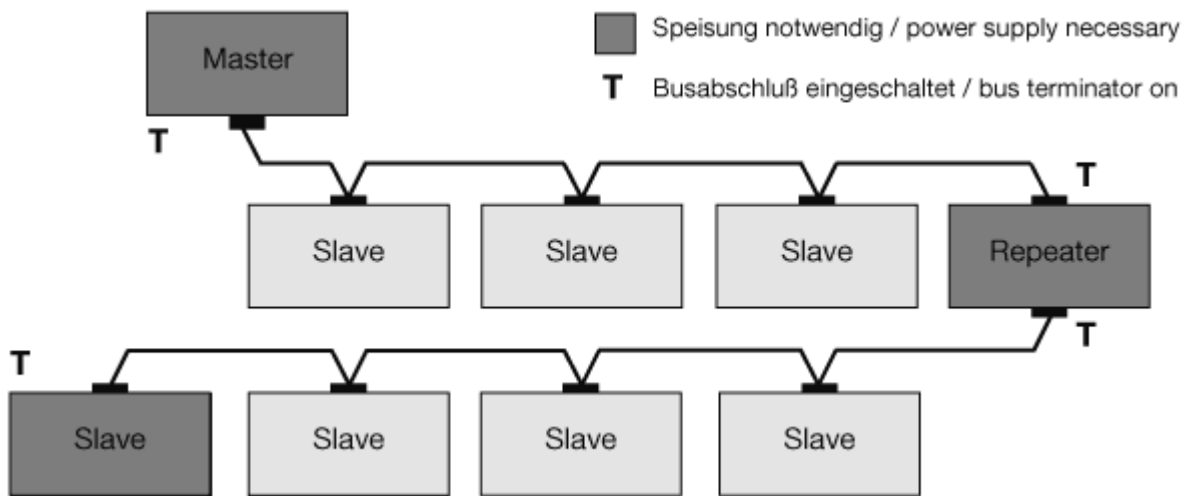 Master
Speisung notwendig / power supply necessary
T Busabschluß eingeschaltet / bus terminator on
T
T
Slave Slave Slave Repeater
T
T
Slave Slave Slave Slave